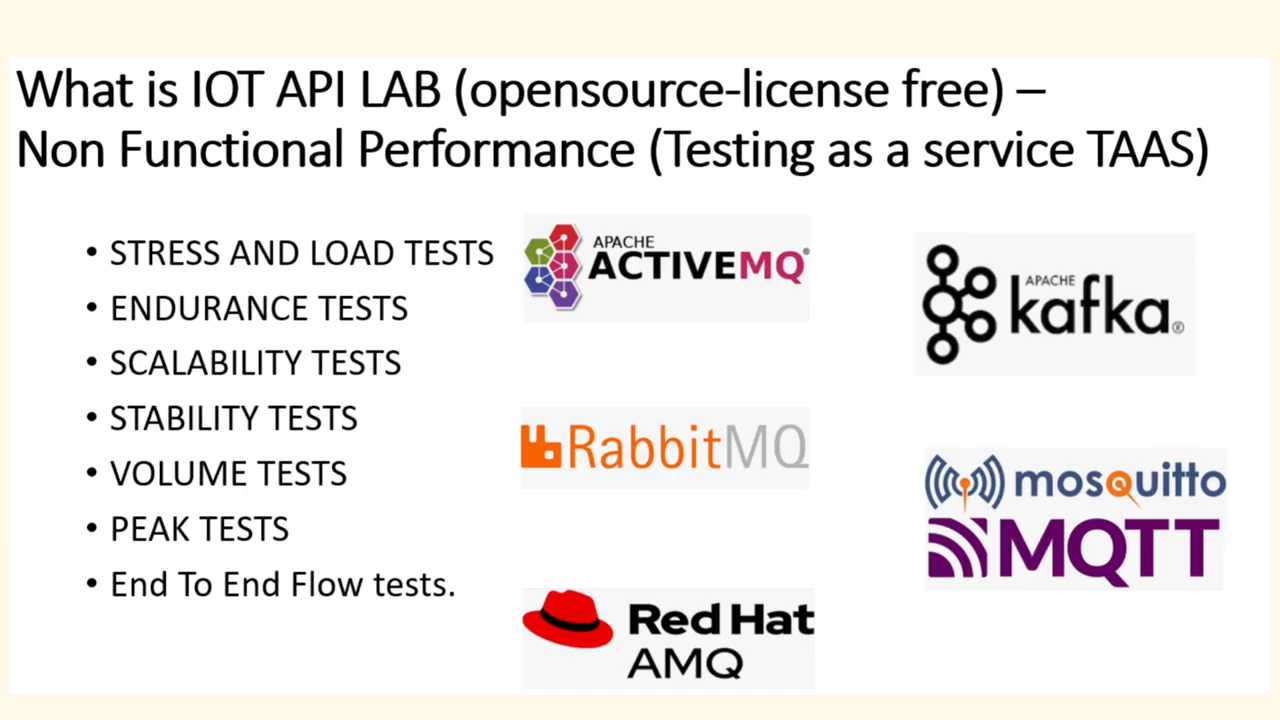 What is IOT API LAB (opensource-license free) –
Non Functional Performance (Testing as a service TAAS)
• STRESS AND LOAD TESTS
• ENDURANCE TESTS
• SCALABILITY TESTS
• STABILITY TESTS
• VOLUME TESTS
• PEAK TESTS
• End To End Flow tests.
APACHE
ACTIVEMQ®
APACHE
kafka®
RabbitMQ
mosquitto
MQTT
Red Hat
AMQ